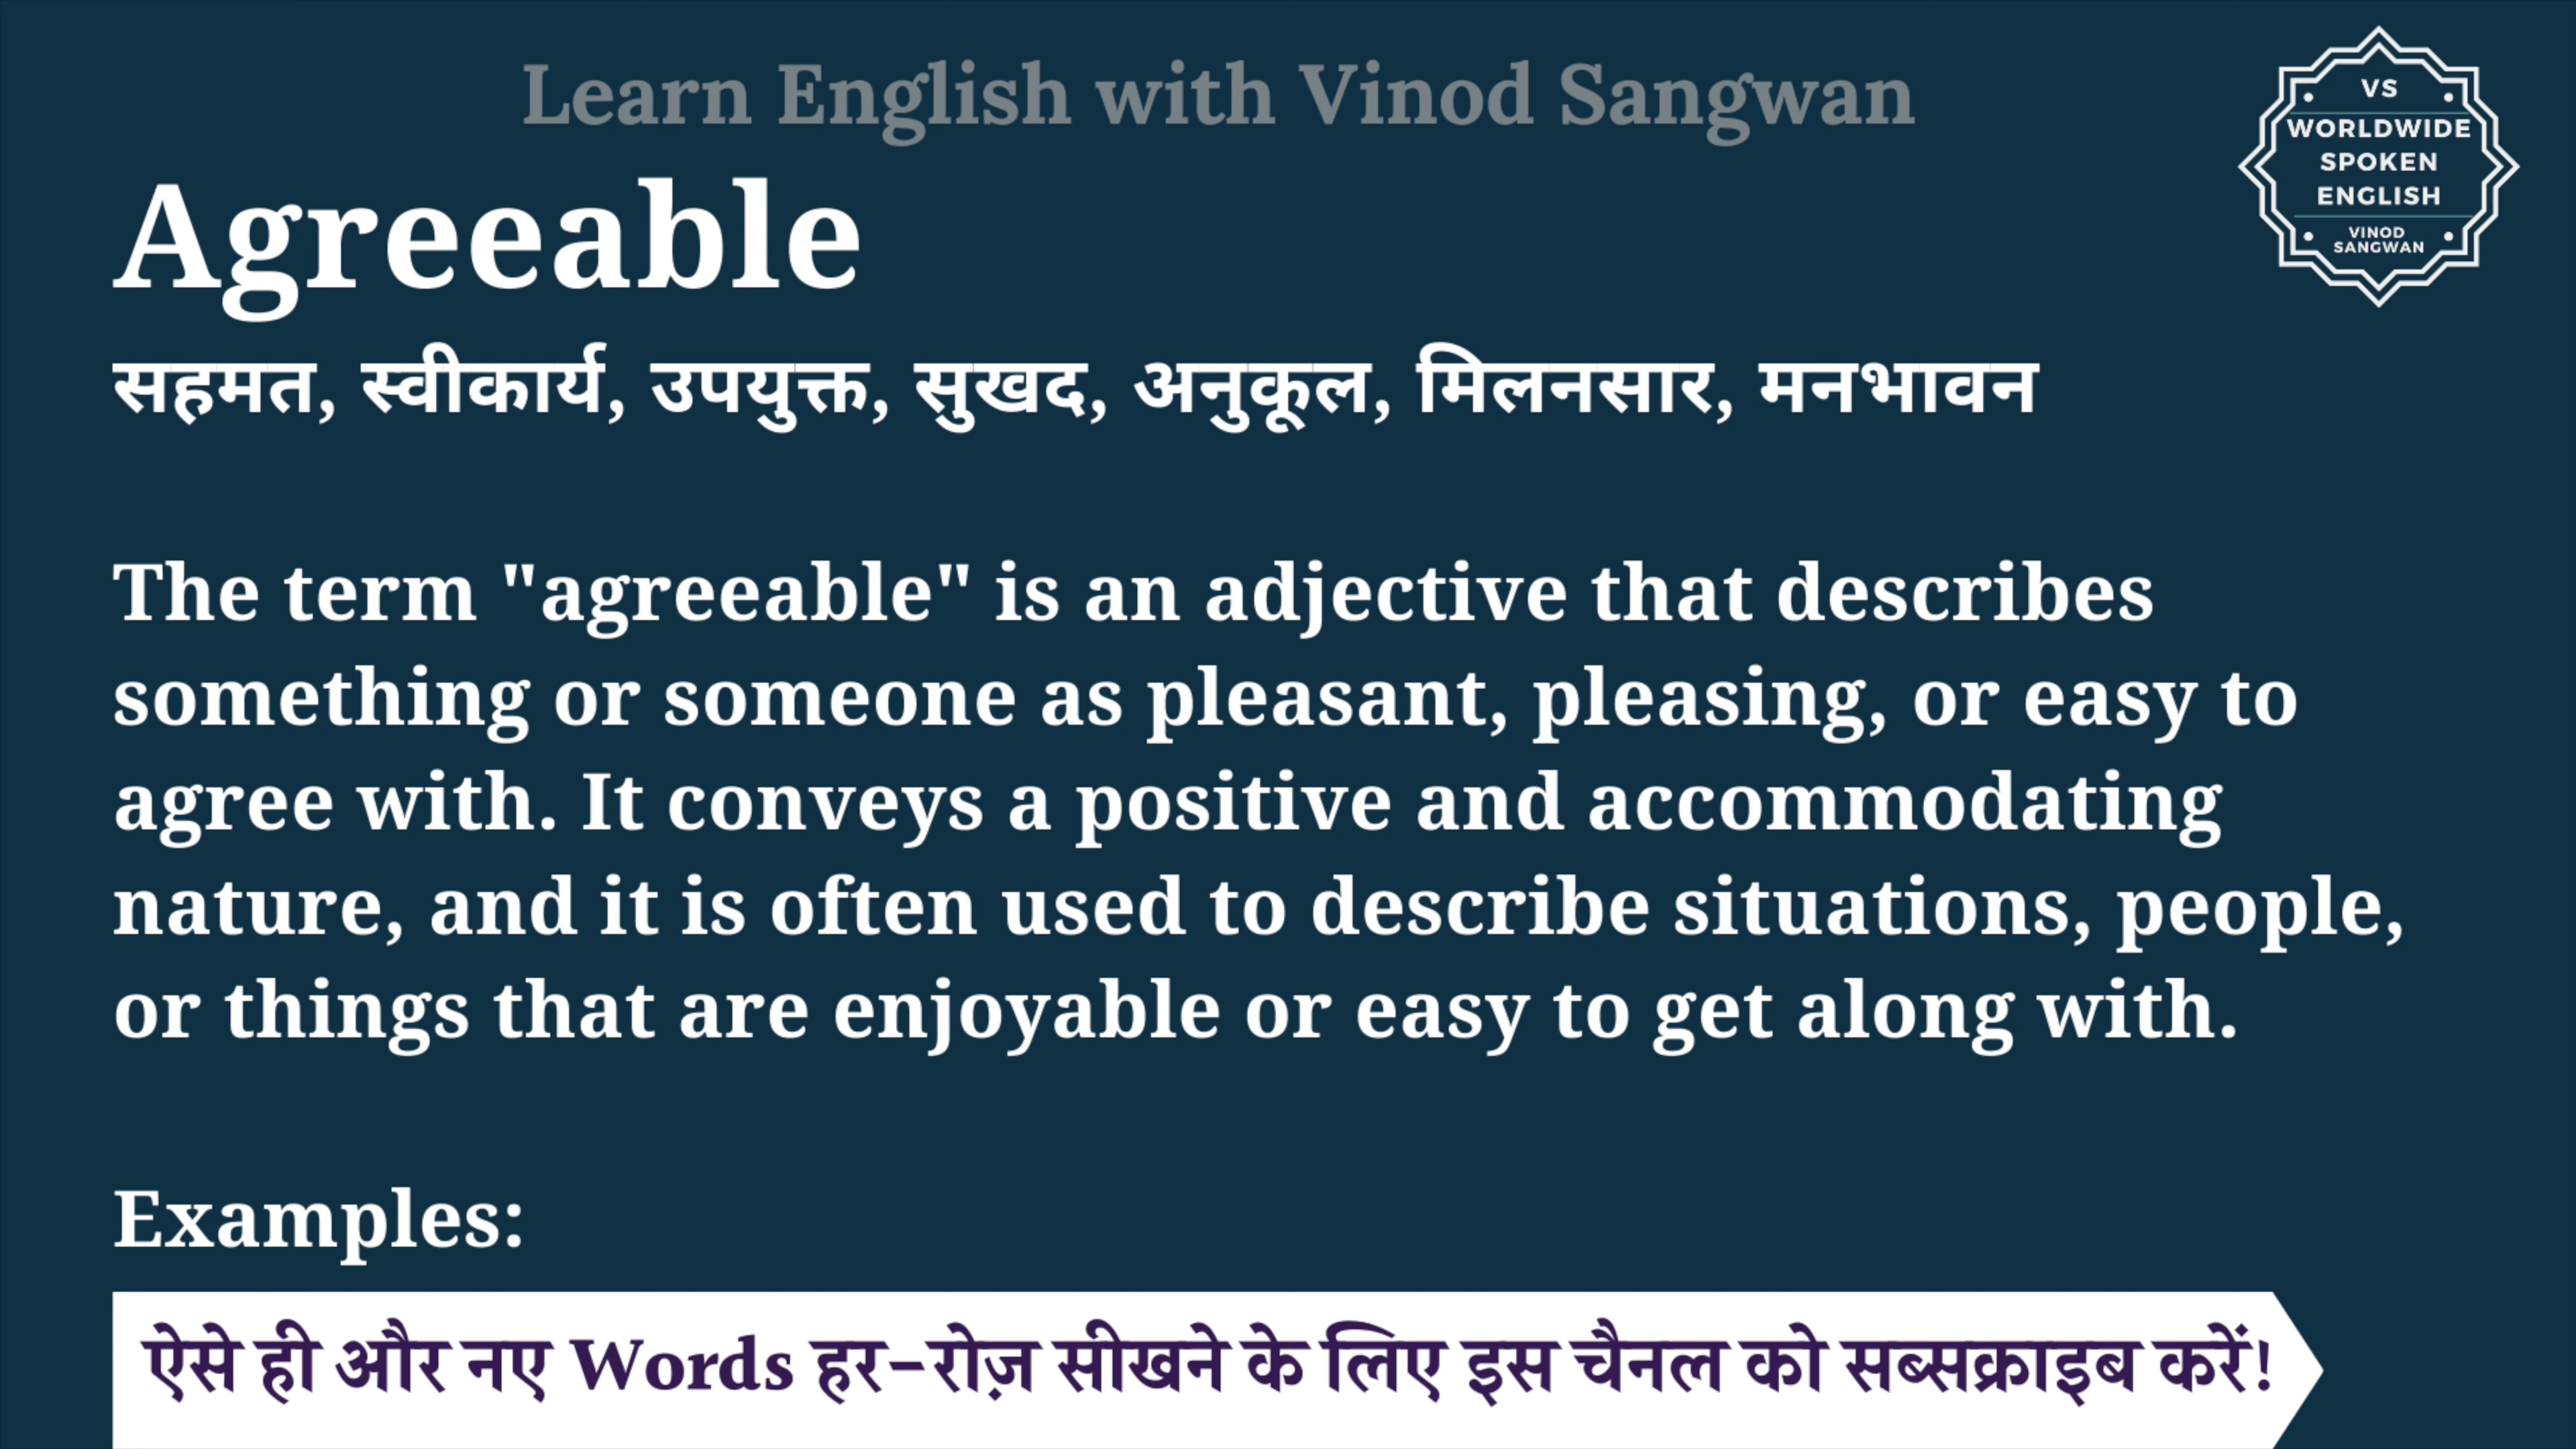 Learn English with Vinod Sangwan
VS
WORLDWIDE
SPOKEN
ENGLISH
VINOD
SANGWAN
Agreeable
सहमत, स्वीकार्य, उपयुक्त, सुखद, अनुकूल, मिलनसार, मनभावन
The term "agreeable" is an adjective that describes
something or someone as pleasant, pleasing, or easy to
agree with. It conveys a positive and accommodating
nature, and it is often used to describe situations, people,
or things that are enjoyable or easy to get along with.
Examples:
ऐसे ही और नए Words हर-रोज़ सीखने के लिए इस चैनल को सब्सक्राइब करें!